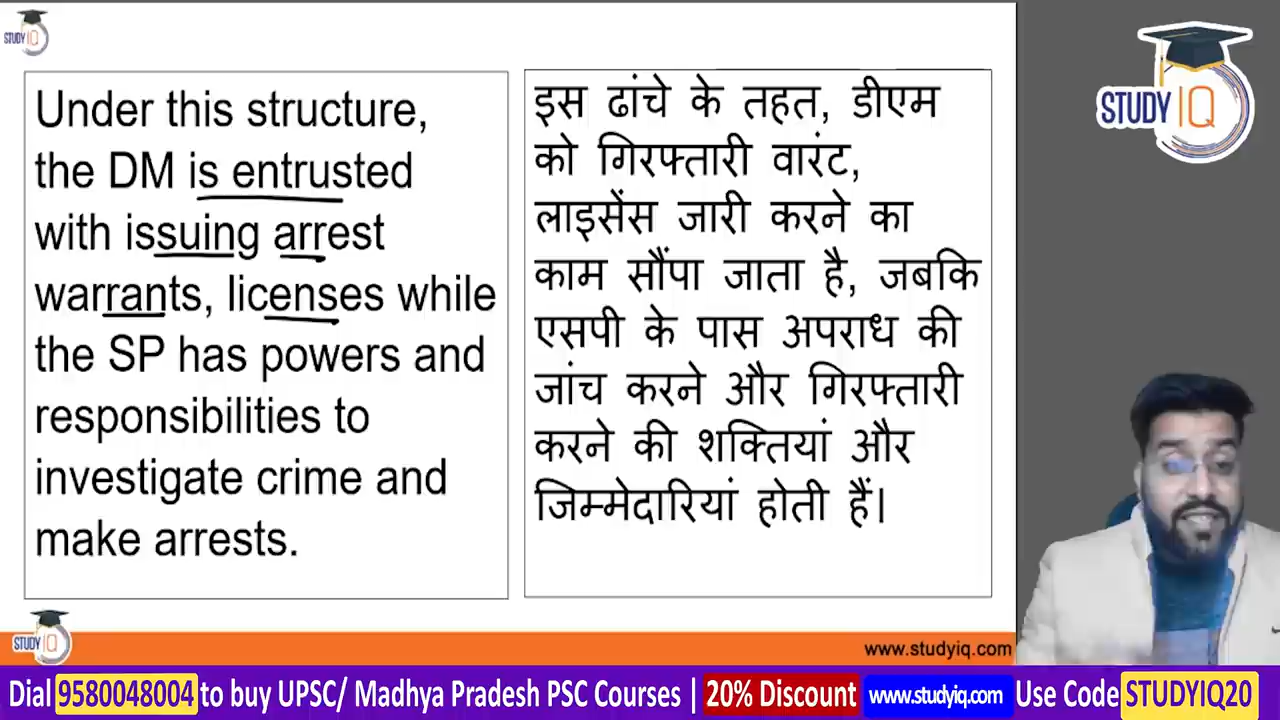 STUDY IQ
Under this structure,
the DM is entrusted
with issuing arrest
warrants, licenses while
the SP has powers and
responsibilities to
investigate crime and
make arrests.
इस ढांचे के तहत, डीएम
को गिरफ्तारी वारंट,
लाइसेंस जारी करने का
काम सौंपा जाता है, जबकि
एसपी के पास अपराध की
जांच करने और गिरफ्तारी
करने की शक्तियां और
जिम्मेदारियां होती हैं।
STUDY IQ
STUDY IQ
www.studyiq.com
Dial 9580048004 to buy UPSC/ Madhya Pradesh PSC Courses | 20% Discount www.studyiq.com Use Code STUDYIQ20